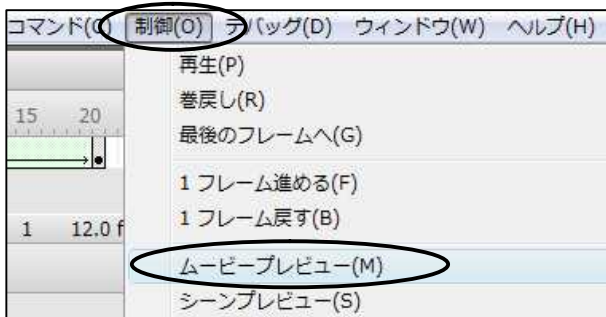 コマンド(C) 制御(O) デバッグ(D) ウィンドウ(W) ヘルプ(H)
再生(P)
巻戻し(R)
15 20
最後のフレームへ(G)
1 フレーム進める(F)
1 12.0 f
1 フレーム戻す(B)
ムービープレビュー(M)
シーンプレビュー(S)